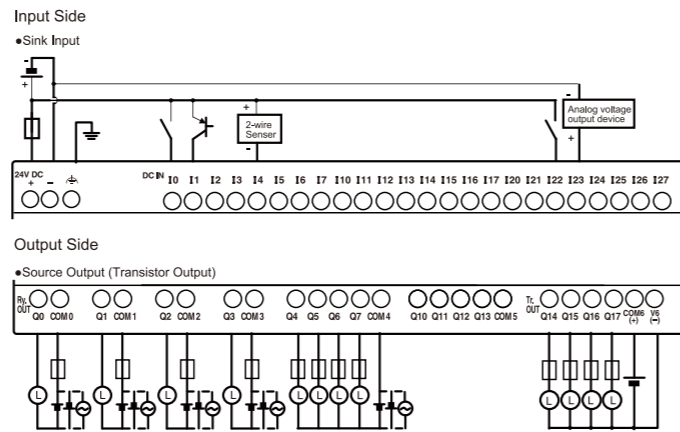 Input Side
●Sink Input
-
+
+
2-wire
Senser
-
-
Analog voltage
output device
+
24V DC
+ -
DC IN I0 I1 I2 I3 I4 I5 I6 I7 I10 I11 I12 I13 I14 I15 I16 I17 I20 I21 I22 I23 I24 I25 I26 I27
Output Side
●Source Output (Transistor Output)
Ry. OUT
Q0 COM0 Q1 COM1 Q2 COM2 Q3 COM3 Q4 Q5 Q6 Q7 COM4 Q10 Q11 Q12 Q13 COM5
Tr. OUT
Q14 Q15 Q16 Q17 COM6 (+) V6 (-)
L L L L L L L L L L L L